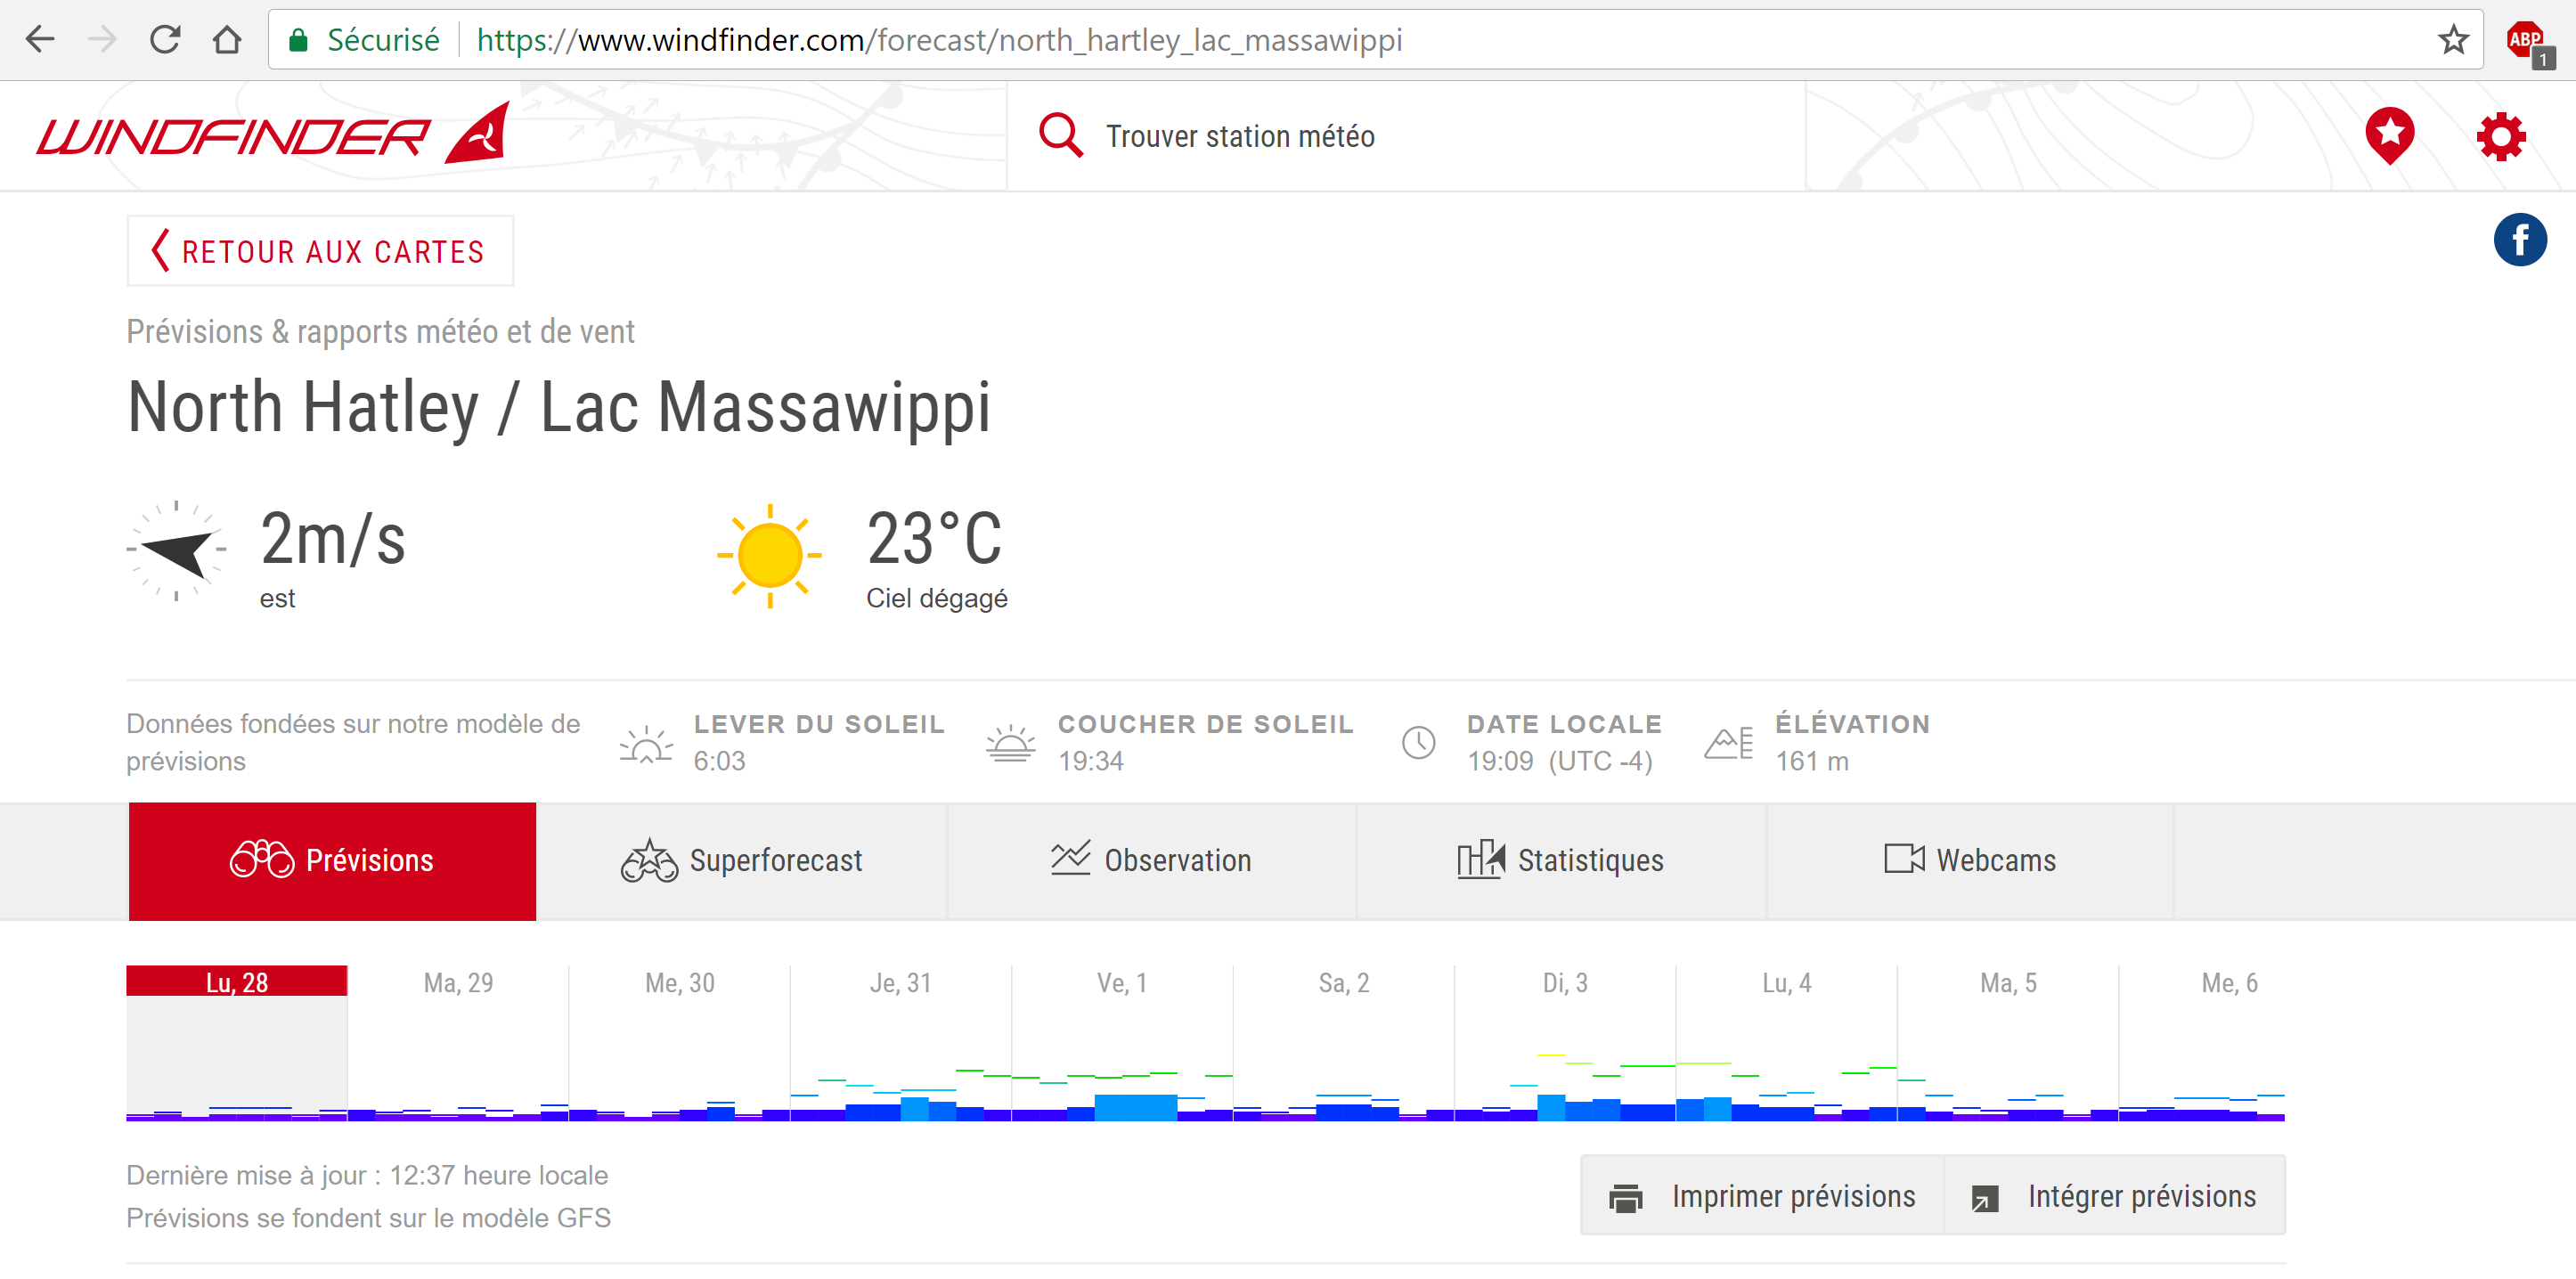 Sécurisé https://www.windfinder.com/forecast/north_hartley_lac_massawippi
ABP
1
WINDFINDER
Trouver station météo
RETOUR AUX CARTES
f
Prévisions & rapports météo et de vent
North Hatley / Lac Massawippi
2m/s
est
23°C
Ciel dégagé
Données fondées sur notre modèle de
prévisions
LEVER DU SOLEIL
6:03
COUCHER DE SOLEIL
19:34
DATE LOCALE
19:09 (UTC -4)
ÉLÉVATION
161 m
Prévisions
Superforecast
Observation
Statistiques
Webcams
Lu, 28
Ma, 29
Me, 30
Je, 31
Ve, 1
Sa, 2
Di, 3
Lu, 4
Ma, 5
Me, 6
Dernière mise à jour : 12:37 heure locale
Prévisions se fondent sur le modèle GFS
Imprimer prévisions
Intégrer prévisions